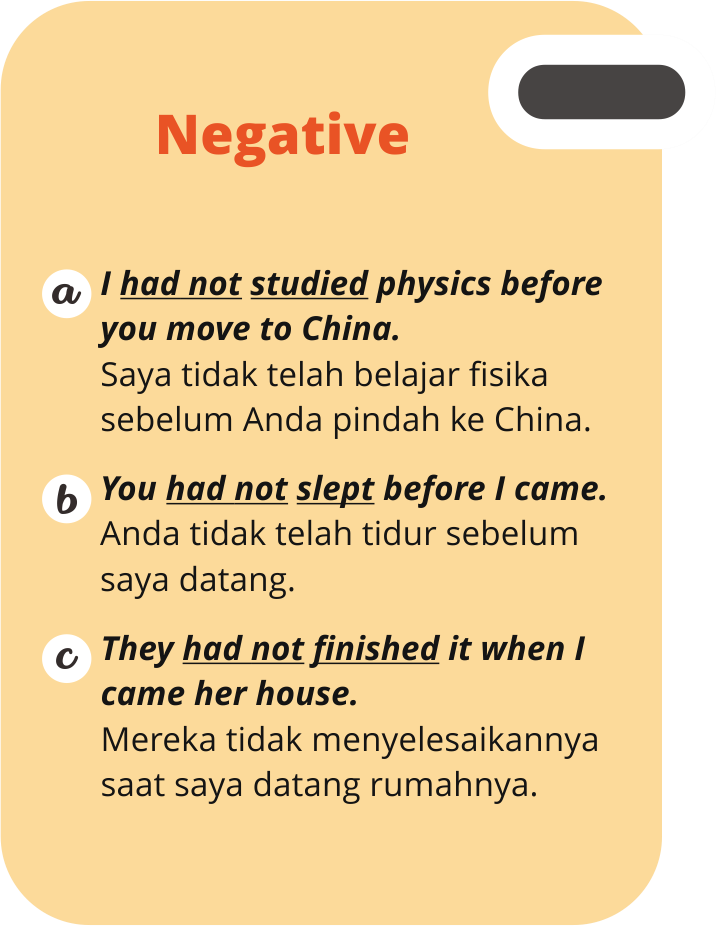 Negative
a I had not studied physics before
you move to China.
Saya tidak telah belajar fisika
sebelum Anda pindah ke China.
b You had not slept before I came.
Anda tidak telah tidur sebelum
saya datang.
c They had not finished it when I
came her house.
Mereka tidak menyelesaikannya
saat saya datang rumahnya.